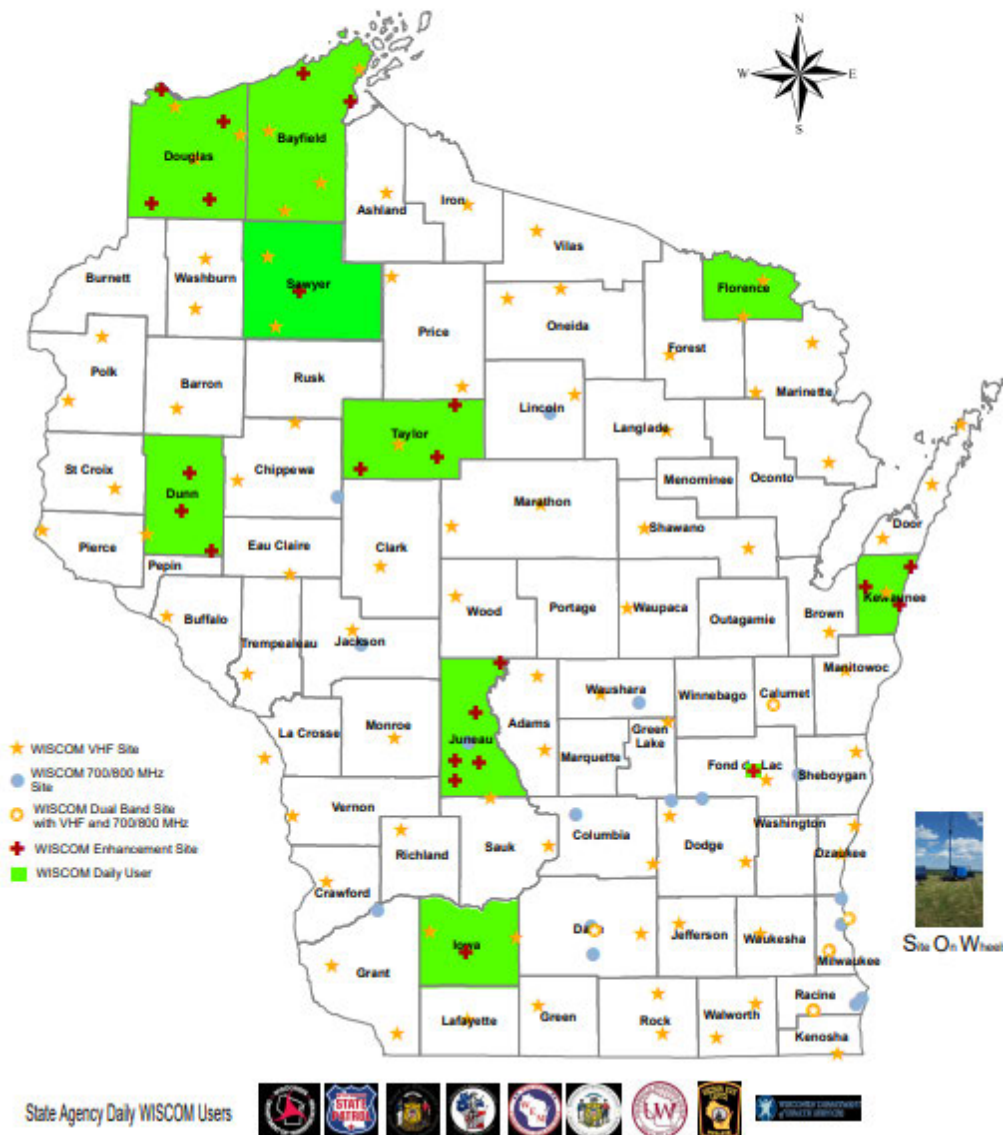 N
W E
S
Douglas
Bayfield
Ashland
Iron
Vilas
Burnett
Washburn
Sawyer
Florence
Price
Oneida
Forest
Polk
Barron
Rusk
Lincoln
Langlade
Marinette
Taylor
St Croix
Dunn
Chippewa
Marathon
Menominee
Oconto
Shawano
Door
Pierce
Pepin
Eau Claire
Clark
Kewaunee
Buffalo
Trempealeau
Jackson
Wood
Portage
Waupaca
Outagamie
Brown
Manitowoc
La Crosse
Monroe
Juneau
Adams
Waushara
Winnebago
Calumet
Marquette
Green
Lake
Fond du Lac
Sheboygan
WISCOM VHF Site
WISCOM 700/800 MHz
Site
WISCOM Dual Band Site
with VHF and 700/800 MHz
WISCOM Enhancement Site
WISCOM Daily User
Vernon
Richland
Sauk
Columbia
Dodge
Washington
Ozaukee
Crawford
Iowa
Dane
Jefferson
Waukesha
Milwaukee
Site On Wheel
Grant
Lafayette
Green
Rock
Walworth
Racine
Kenosha
State Agency Daily WISCOM Users
STATE
PATROL
WEM
UW